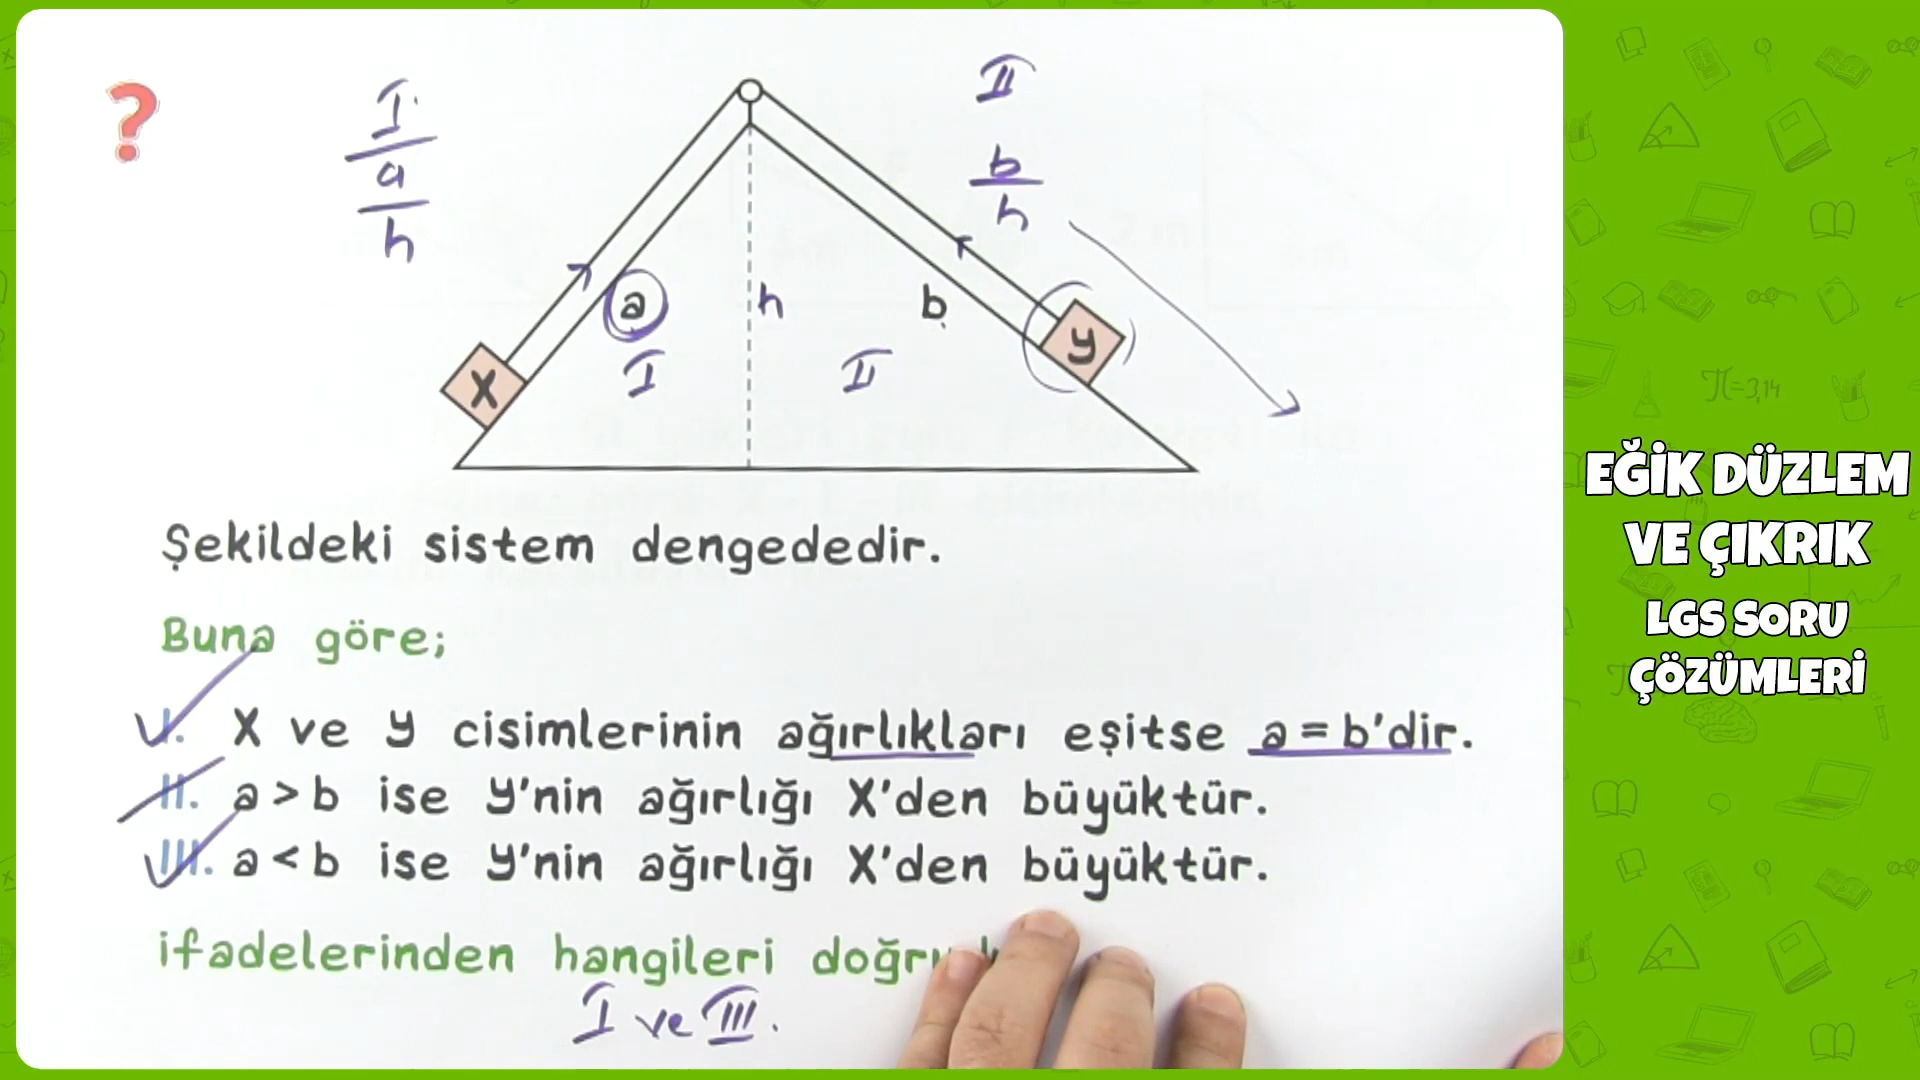 ?
I
a
h
II
b
h
a
h
b
I
II
X
y
Şekildeki sistem dengededir.
Buna göre;
I. X ve y cisimlerinin ağırlıkları eşitse a = b'dir.
II. a > b ise y'nin ağırlığı X'den büyüktür.
III. a < b ise y'nin ağırlığı X'den büyüktür.
ifadelerinden hangileri
I ve III.
EĞİK DÜZLEM
VE ÇIKRIK
LGS SORU
ÇÖZÜMLERİ
π=3,14